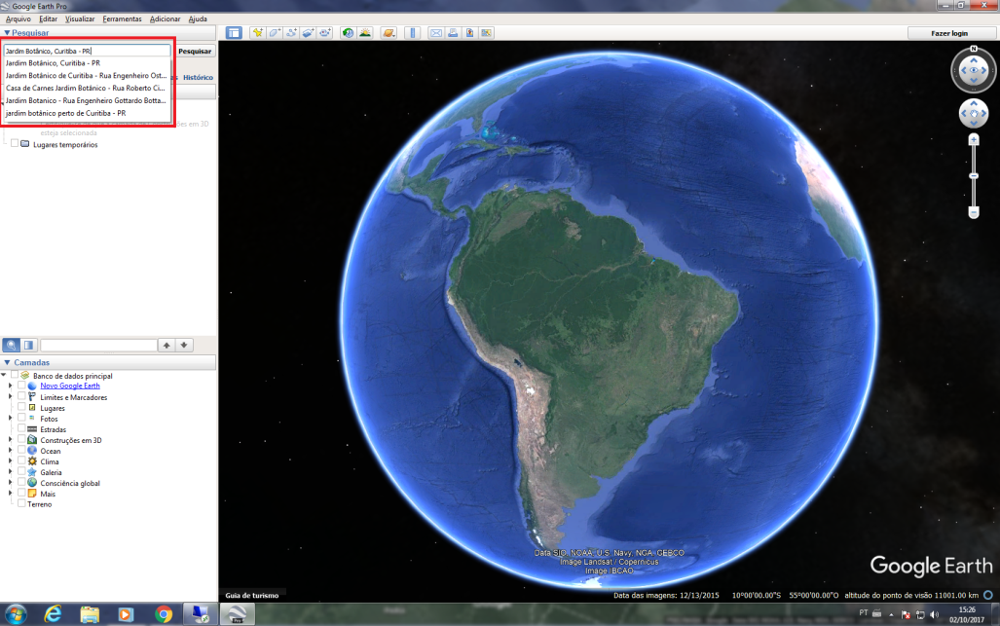 Google Earth Pro
Arquivo Editar Visualizar Ferramentas Adicionar Ajuda
Pesquisar
Fazer login
Jardim Botânico, Curitiba - PR
Pesquisar
Jardim Botânico, Curitiba - PR
Jardim Botânico de Curitiba - Rua Engenheiro Ost...
Histórico
Casa de Carnes Jardim Botânico - Rua Roberto Ci...
Jardim Botanico - Rua Engenheiro Gottardo Botta...
jardim botânico perto de Curitiba - PR
em 3D
esteja selecionada
Lugares temporários
N
Camadas
Banco de dados principal
Novo Google Earth
Limites e Marcadores
Lugares
Fotos
Estradas
Construções em 3D
Ocean
Clima
Galeria
Consciência global
Mais
Terreno
Data SIO, NOAA, U.S. Navy, NGA, GEBCO
Image Landsat / Copernicus
Image IBCAO
Google Earth
Guia de turismo
Data das imagens: 12/13/2015 10°00'00.00"S 55°00'00.00"O altitude do ponto de visão 11001.00 km
PT
15:26
02/10/2017